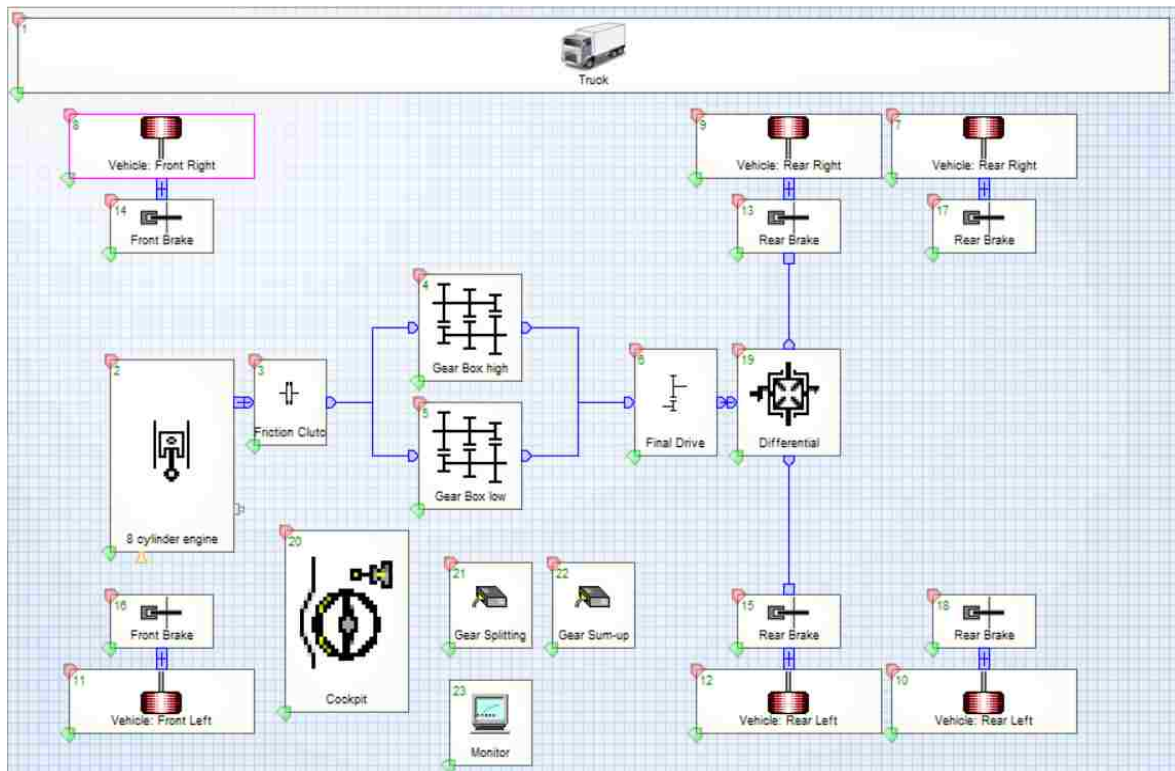 1
Truck
8
Vehicle: Front Right
9
Vehicle: Rear Right
7
Vehicle: Rear Right
14
Front Brake
13
Rear Brake
17
Rear Brake
4
Gear Box high
2
8 cylinder engine
3
Friction Clutc
5
Gear Box low
6
Final Drive
19
Differential
20
Cockpit
21
Gear Splitting
22
Gear Sum-up
16
Front Brake
15
Rear Brake
18
Rear Brake
11
Vehicle: Front Left
23
Monitor
12
Vehicle: Rear Left
10
Vehicle: Rear Left